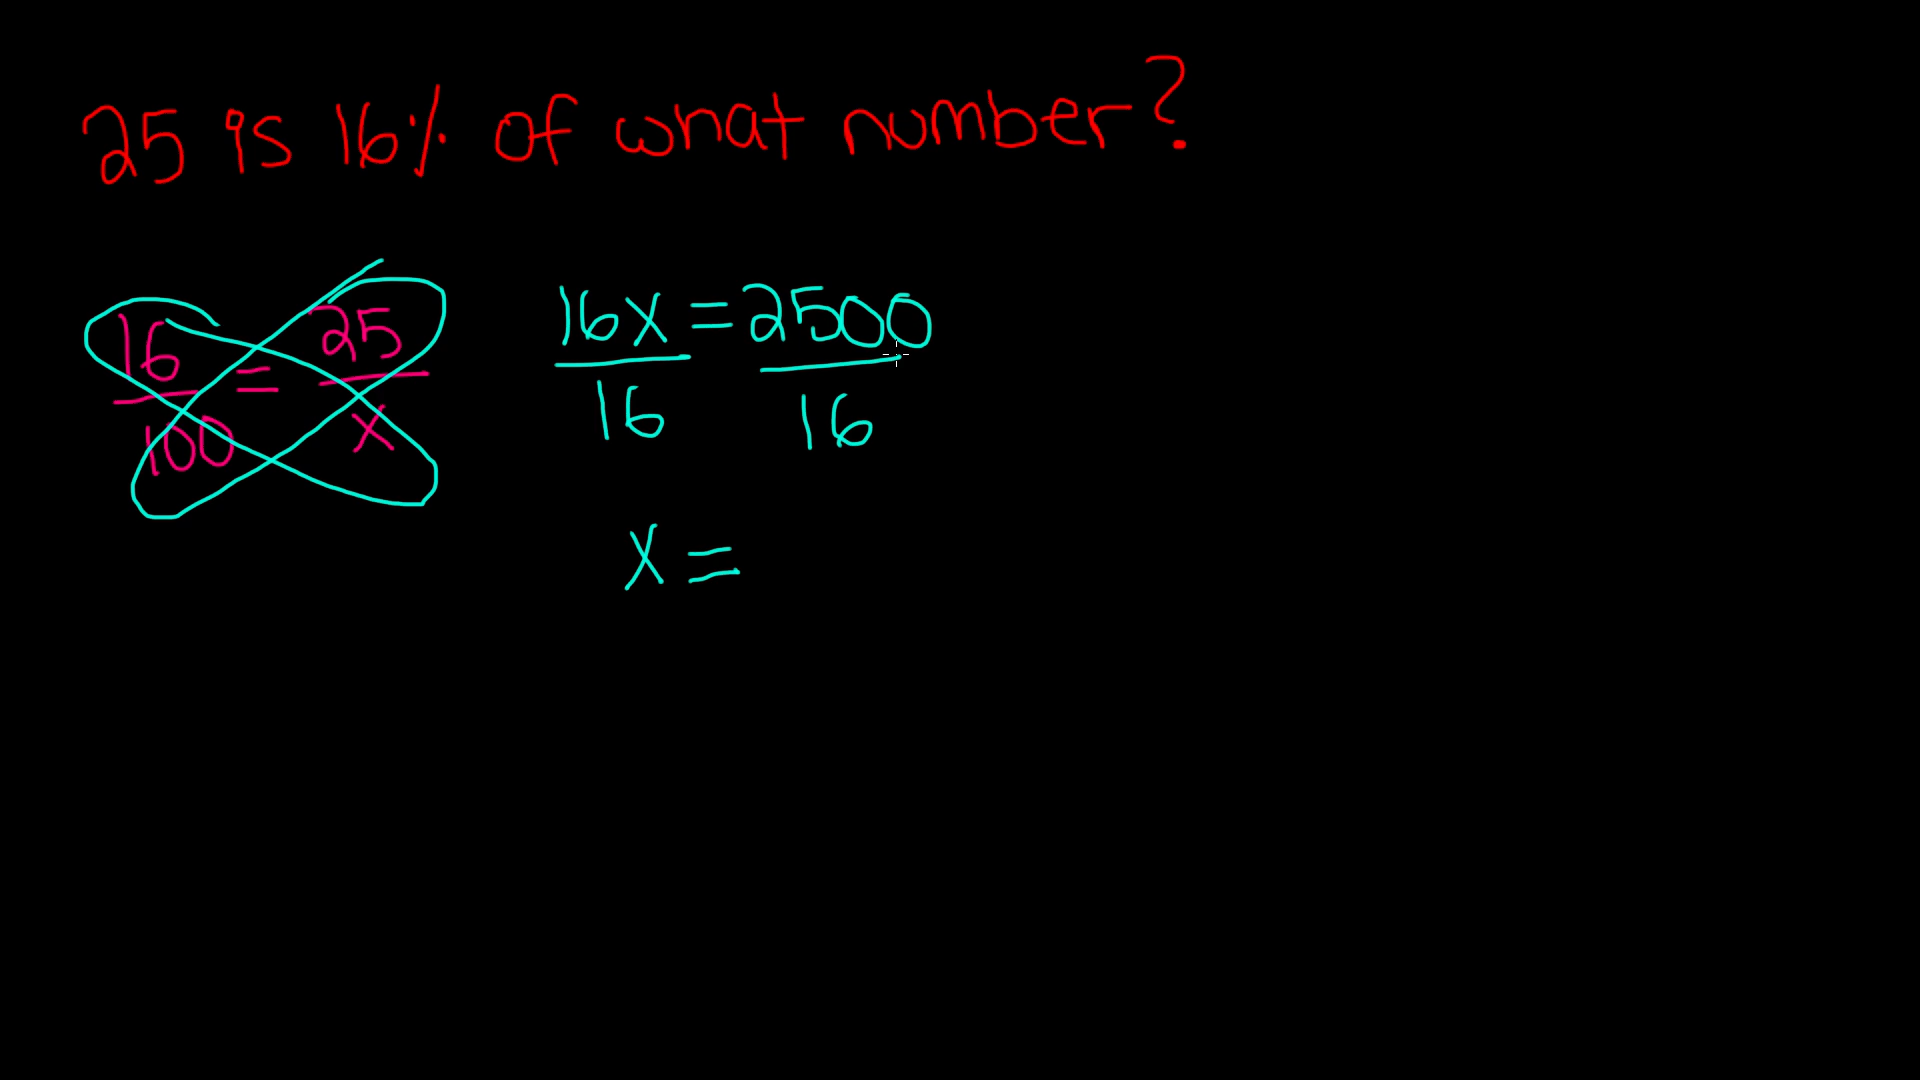 25 is 16% of what number?
16/100 = 25/x
16x = 2500
16 16
x =